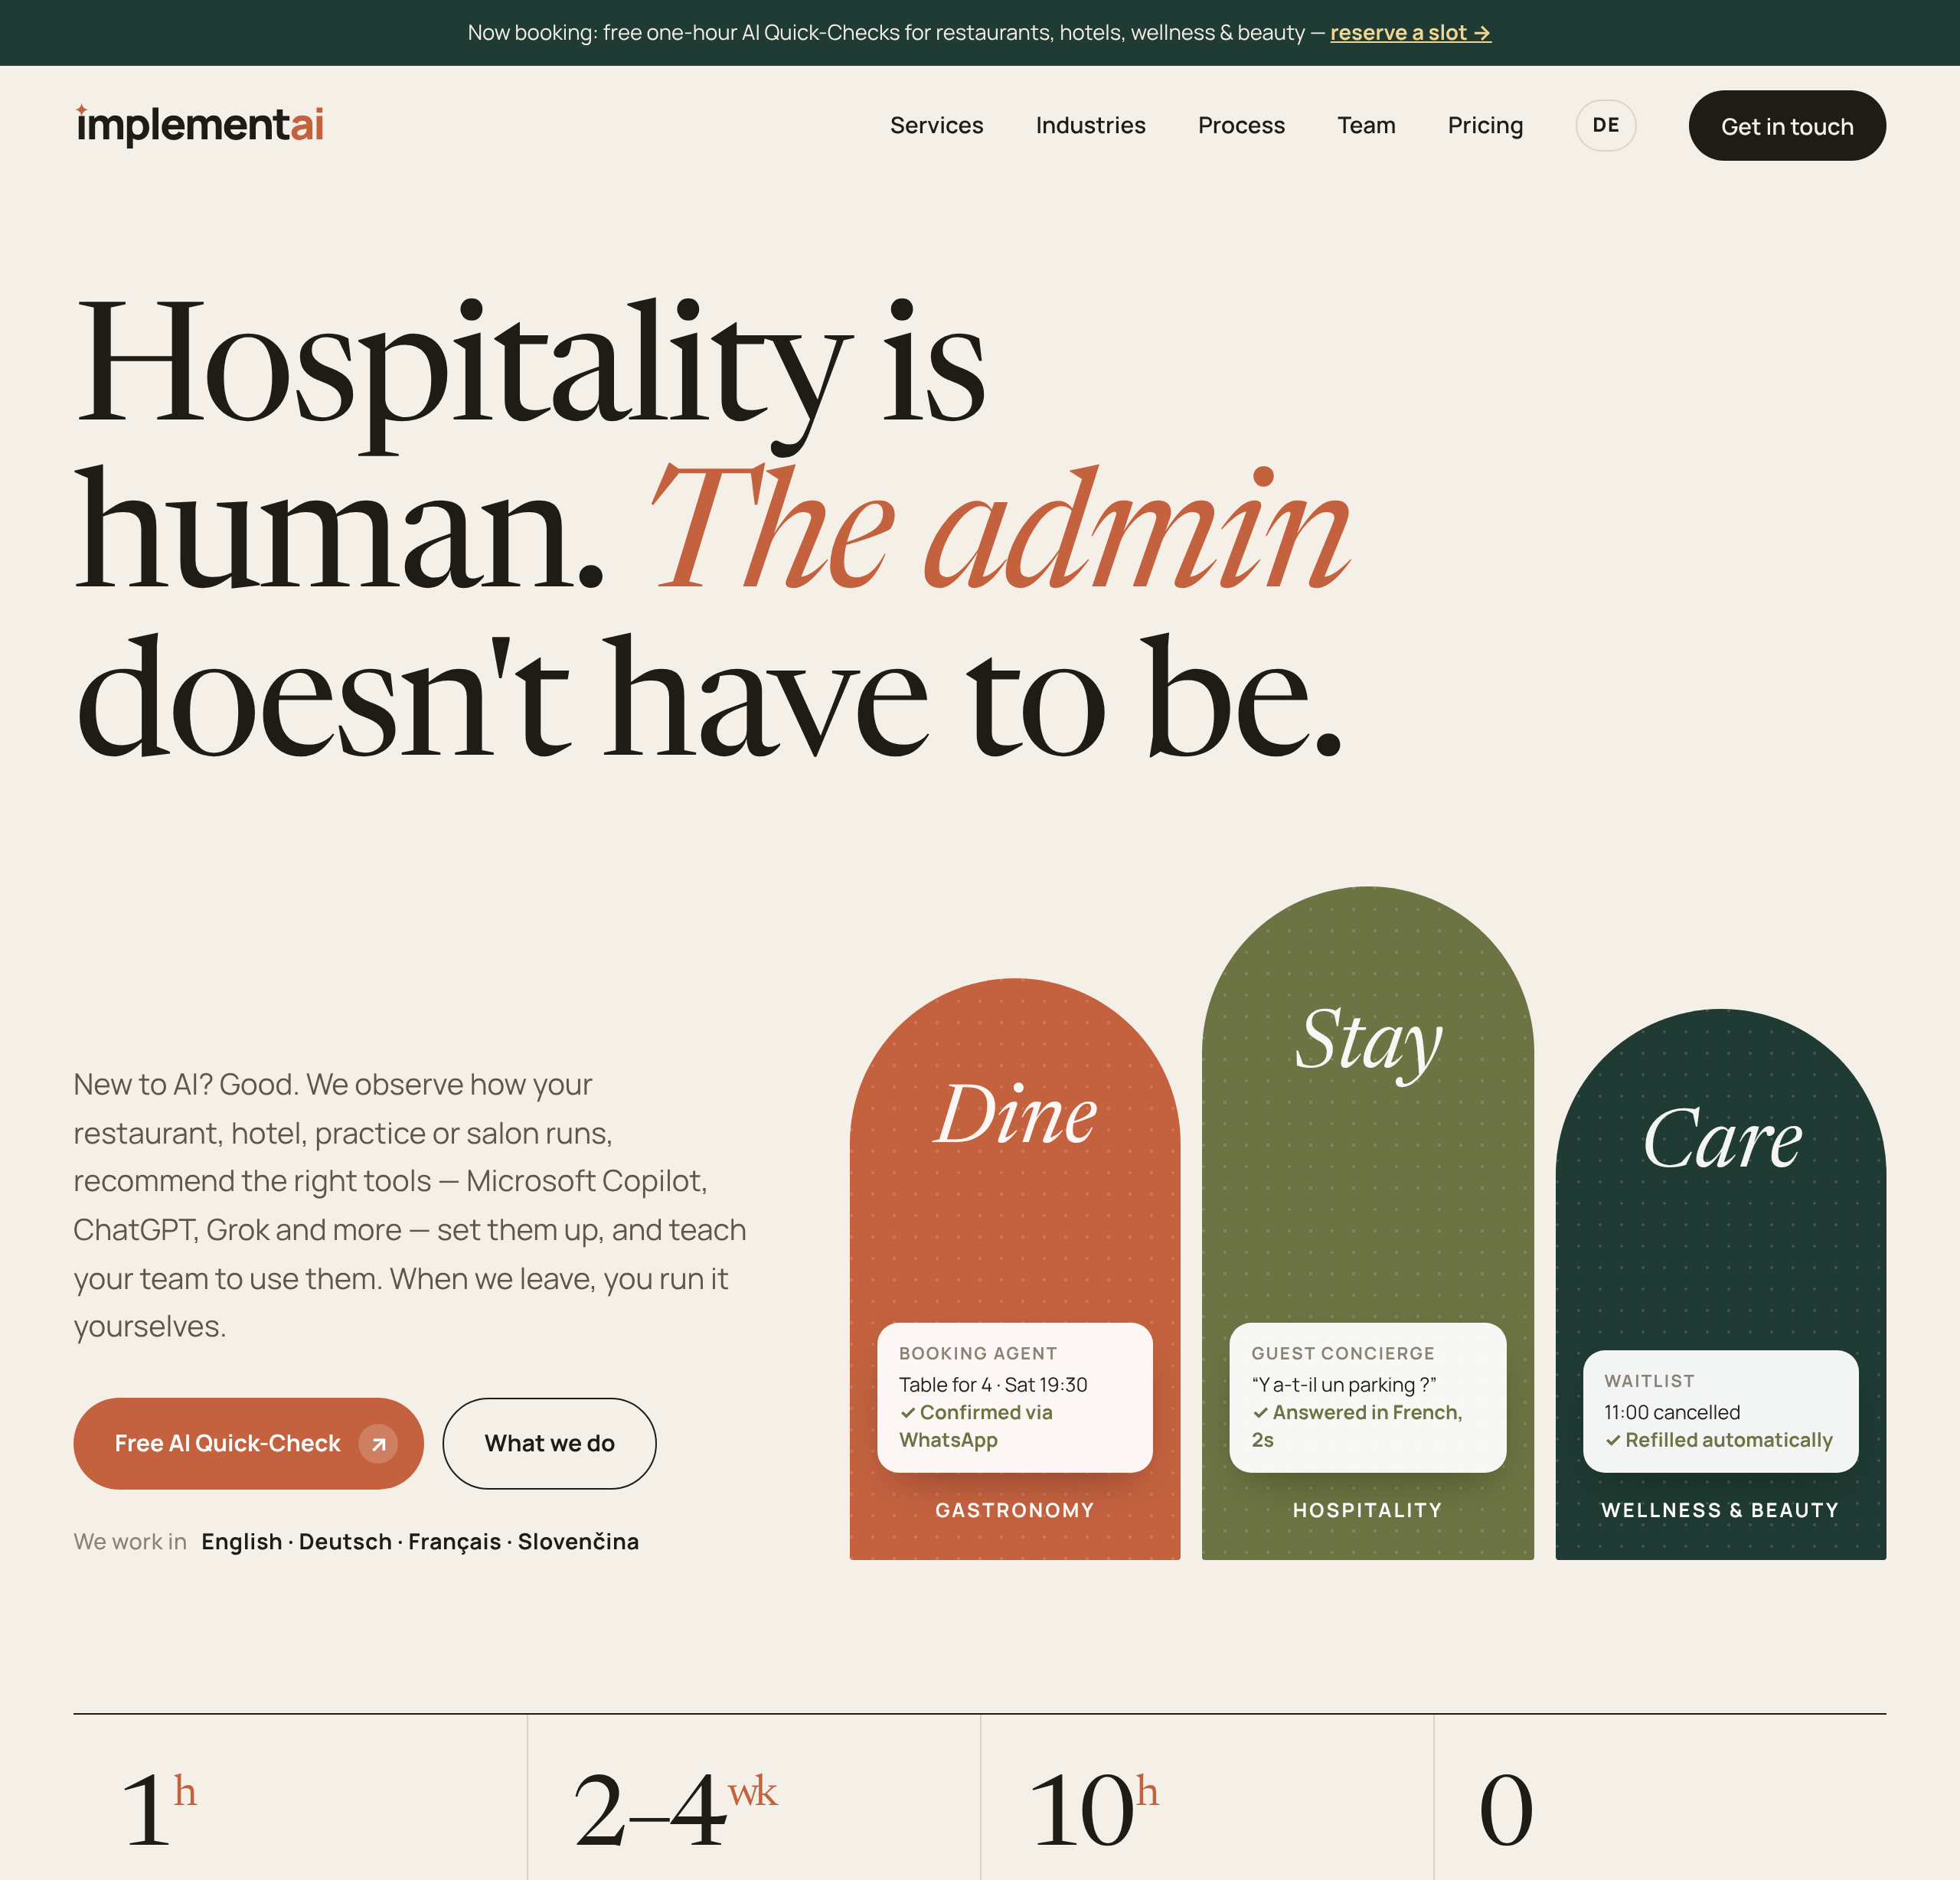 Now booking: free one-hour AI Quick-Checks for restaurants, hotels, wellness & beauty — reserve a slot →
implementai
Services
Industries
Process
Team
Pricing
DE
Get in touch
Hospitality is
human. The admin
doesn't have to be.
New to AI? Good. We observe how your
restaurant, hotel, practice or salon runs,
recommend the right tools — Microsoft Copilot,
ChatGPT, Grok and more — set them up, and teach
your team to use them. When we leave, you run it
yourselves.
Free AI Quick-Check
What we do
We work in English · Deutsch · Français · Slovenčina
Dine
BOOKING AGENT
Table for 4 · Sat 19:30
✓ Confirmed via
WhatsApp
GASTRONOMY
Stay
GUEST CONCIERGE
“Y a-t-il un parking ?”
✓ Answered in French,
2s
HOSPITALITY
Care
WAITLIST
11:00 cancelled
✓ Refilled automatically
WELLNESS & BEAUTY
1h
2–4wk
10h
0